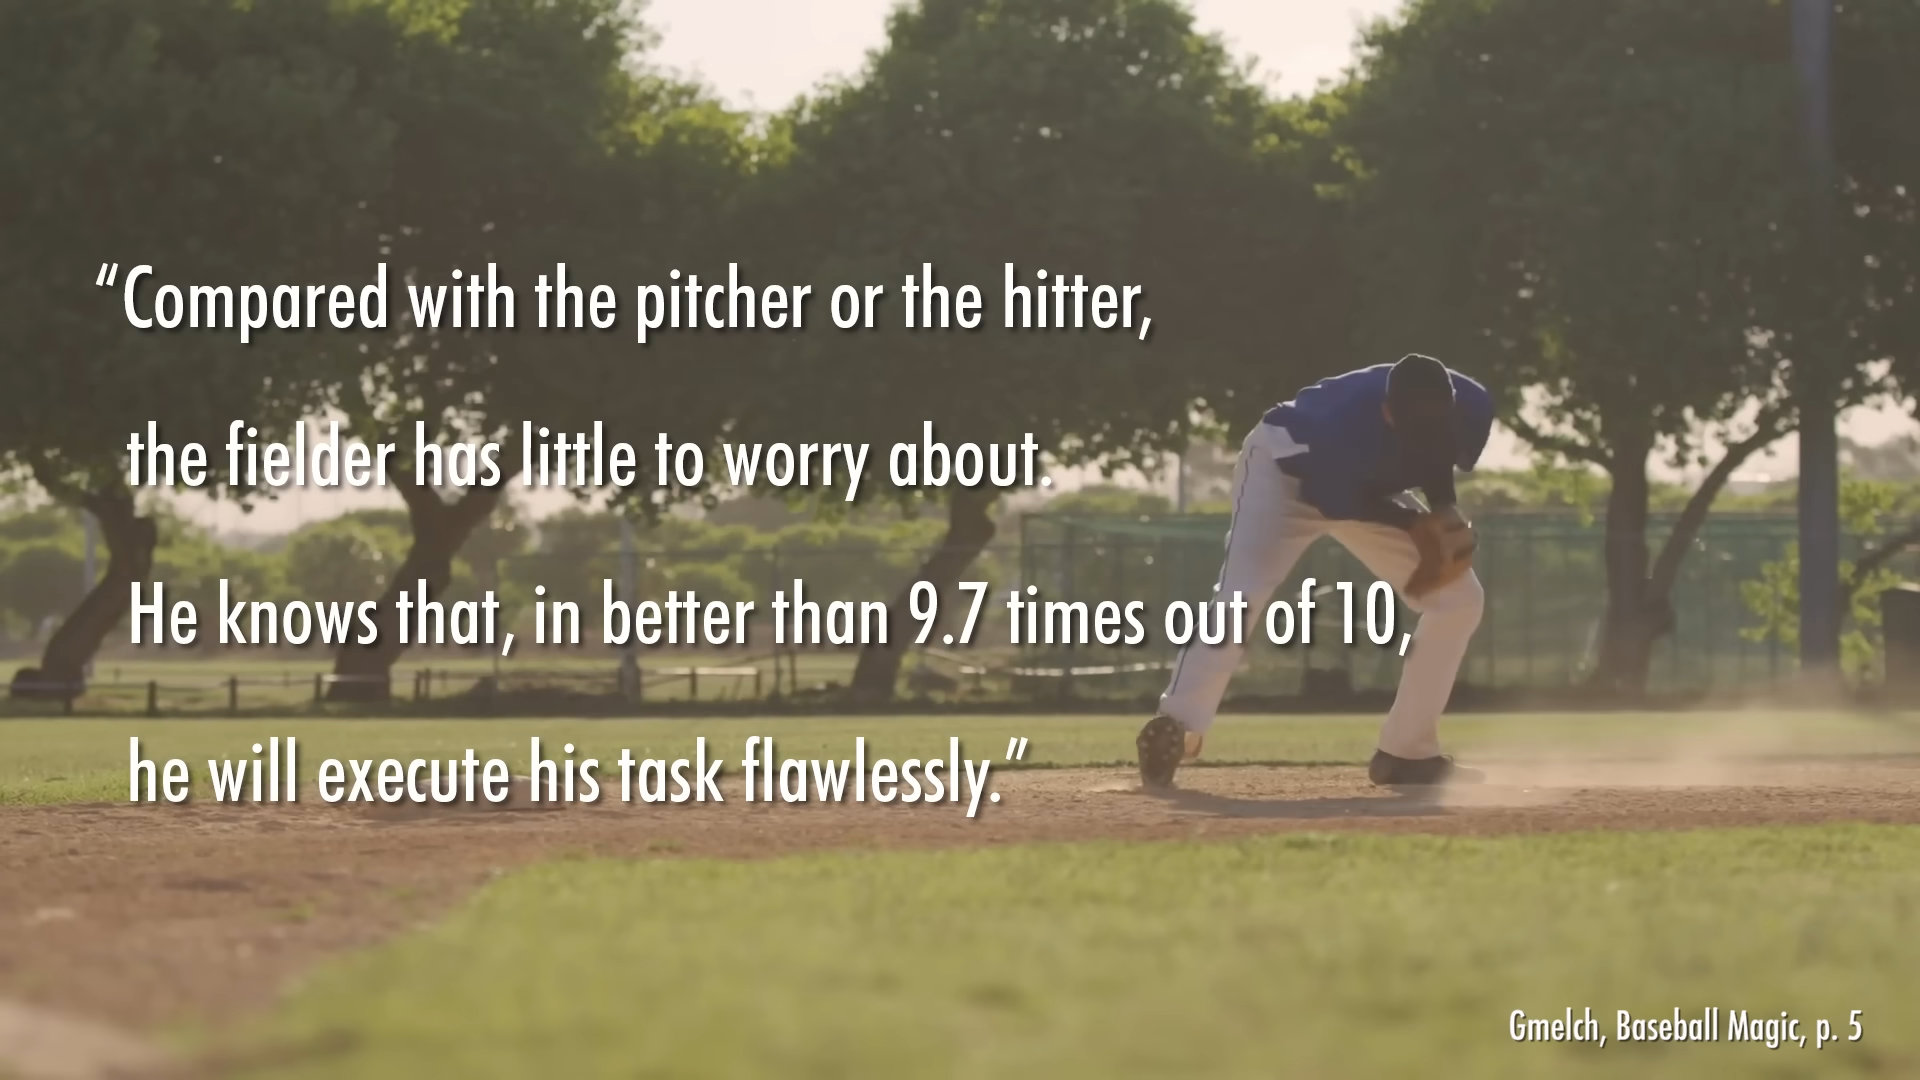 “Compared with the pitcher or the hitter,
the fielder has little to worry about.
He knows that, in better than 9.7 times out of 10,
he will execute his task flawlessly.”
Gmelch, Baseball Magic, p. 5